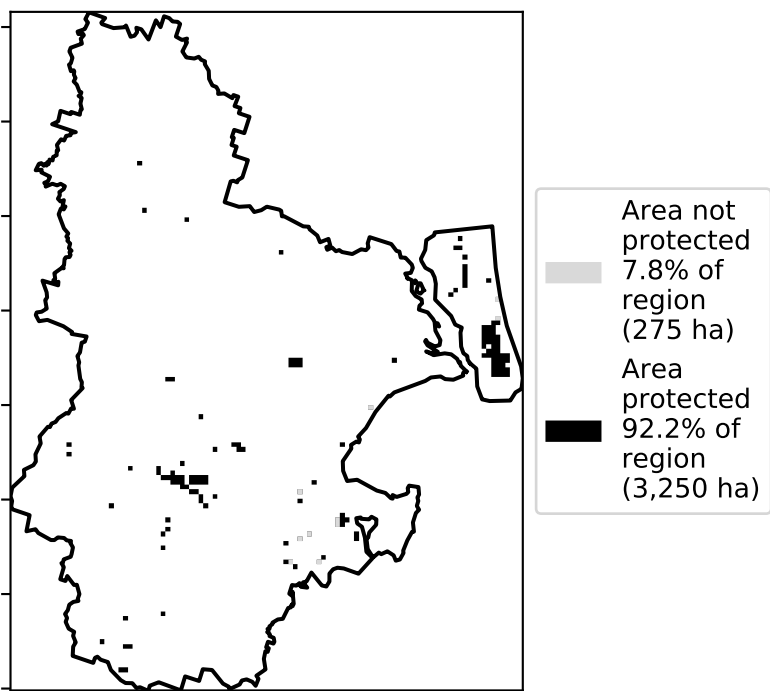 Area not
protected
7.8% of
region
(275 ha)
Area
protected
92.2% of
region
(3,250 ha)